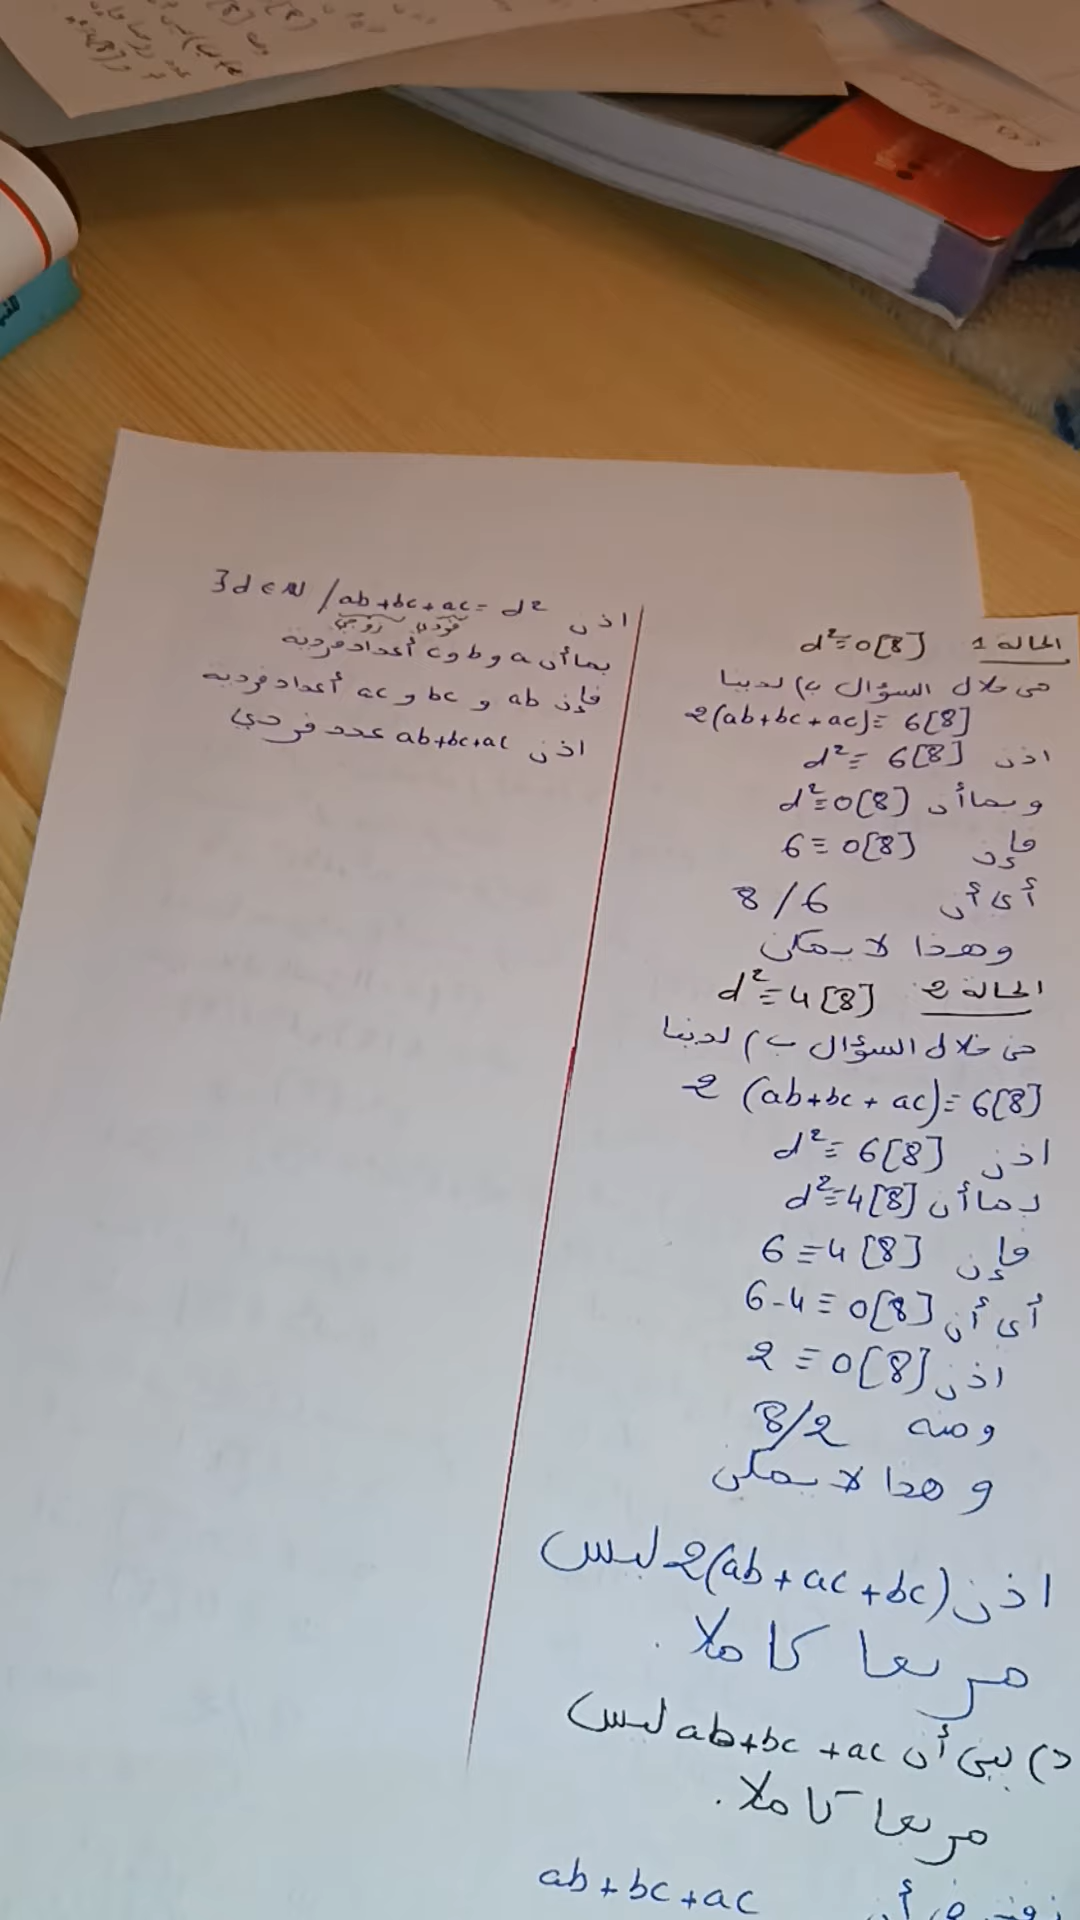 الحالة 1 d²≡0[8]
من خلال السؤال ب) لدينا
2(ab+bc+ac)≡ 6[8]
اذن d²≡ 6[8]
وبما أن d²≡0[8]
فإن 6≡ 0[8]
أي أن 8/6
وهذا لا يمكن
الحالة 2 d²≡4[8]
من خلال السؤال ب) لدينا
2 (ab+bc+ ac)≡ 6[8]
اذن d²≡ 6[8]
بما أن d²≡4[8]
فإن 6≡4[8]
أي أن 6-4≡0[8]
اذن 2≡0[8]
ومنه 8/2
و هذا لا يمكن
اذن 2(ab+ac+bc) ليس
مربعا كاملا.
د) بين أن ab+bc+ac ليس
مربعا كاملا.
نفترض أن ab+bc+ac
اذن ∃d∈ℕ/ab+bc+ac=d²
زوجي فردي
بما أن a و b و c أعداد فردية
فإن ab و bc و ac أعداد فردية
اذن ab+bc+ac عدد فردي